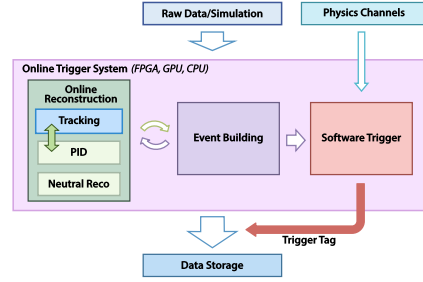 Raw Data/Simulation
Physics Channels
Online Trigger System (FPGA, GPU, CPU)
Online
Reconstruction
Tracking
PID
Neutral Reco
Event Building
Software Trigger
Trigger Tag
Data Storage